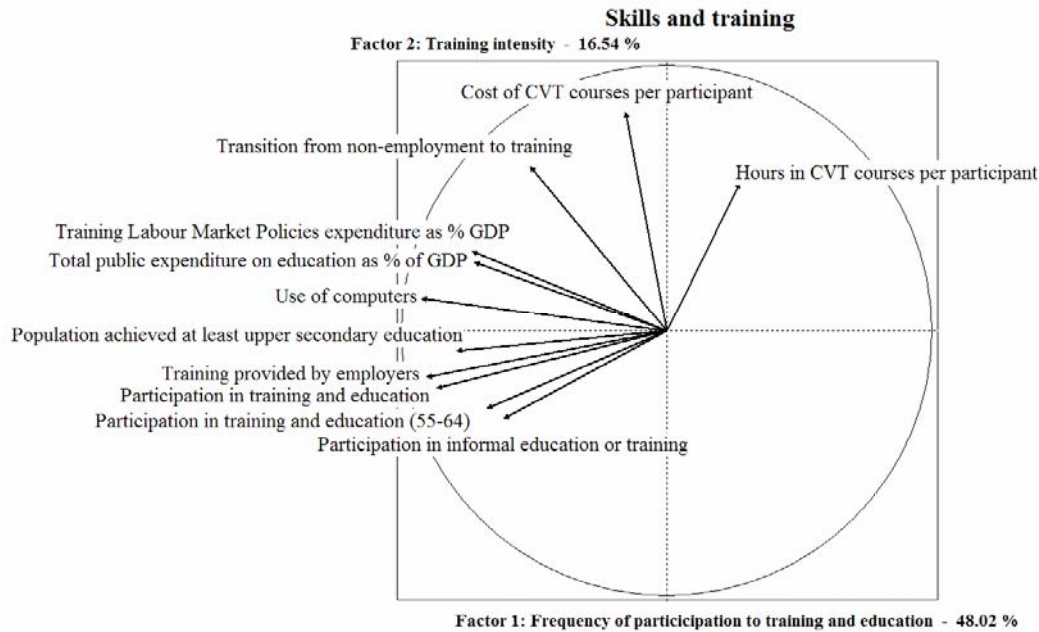 Skills and training
Factor 2: Training intensity - 16.54 %
Cost of CVT courses per participant
Transition from non-employment to training
Hours in CVT courses per participant
Training Labour Market Policies expenditure as % GDP
Total public expenditure on education as % of GDP
Use of computers
Population achieved at least upper secondary education
Training provided by employers
Participation in training and education
Participation in training and education (55-64)
Participation in informal education or training
Factor 1: Frequency of particicipation to training and education - 48.02 %